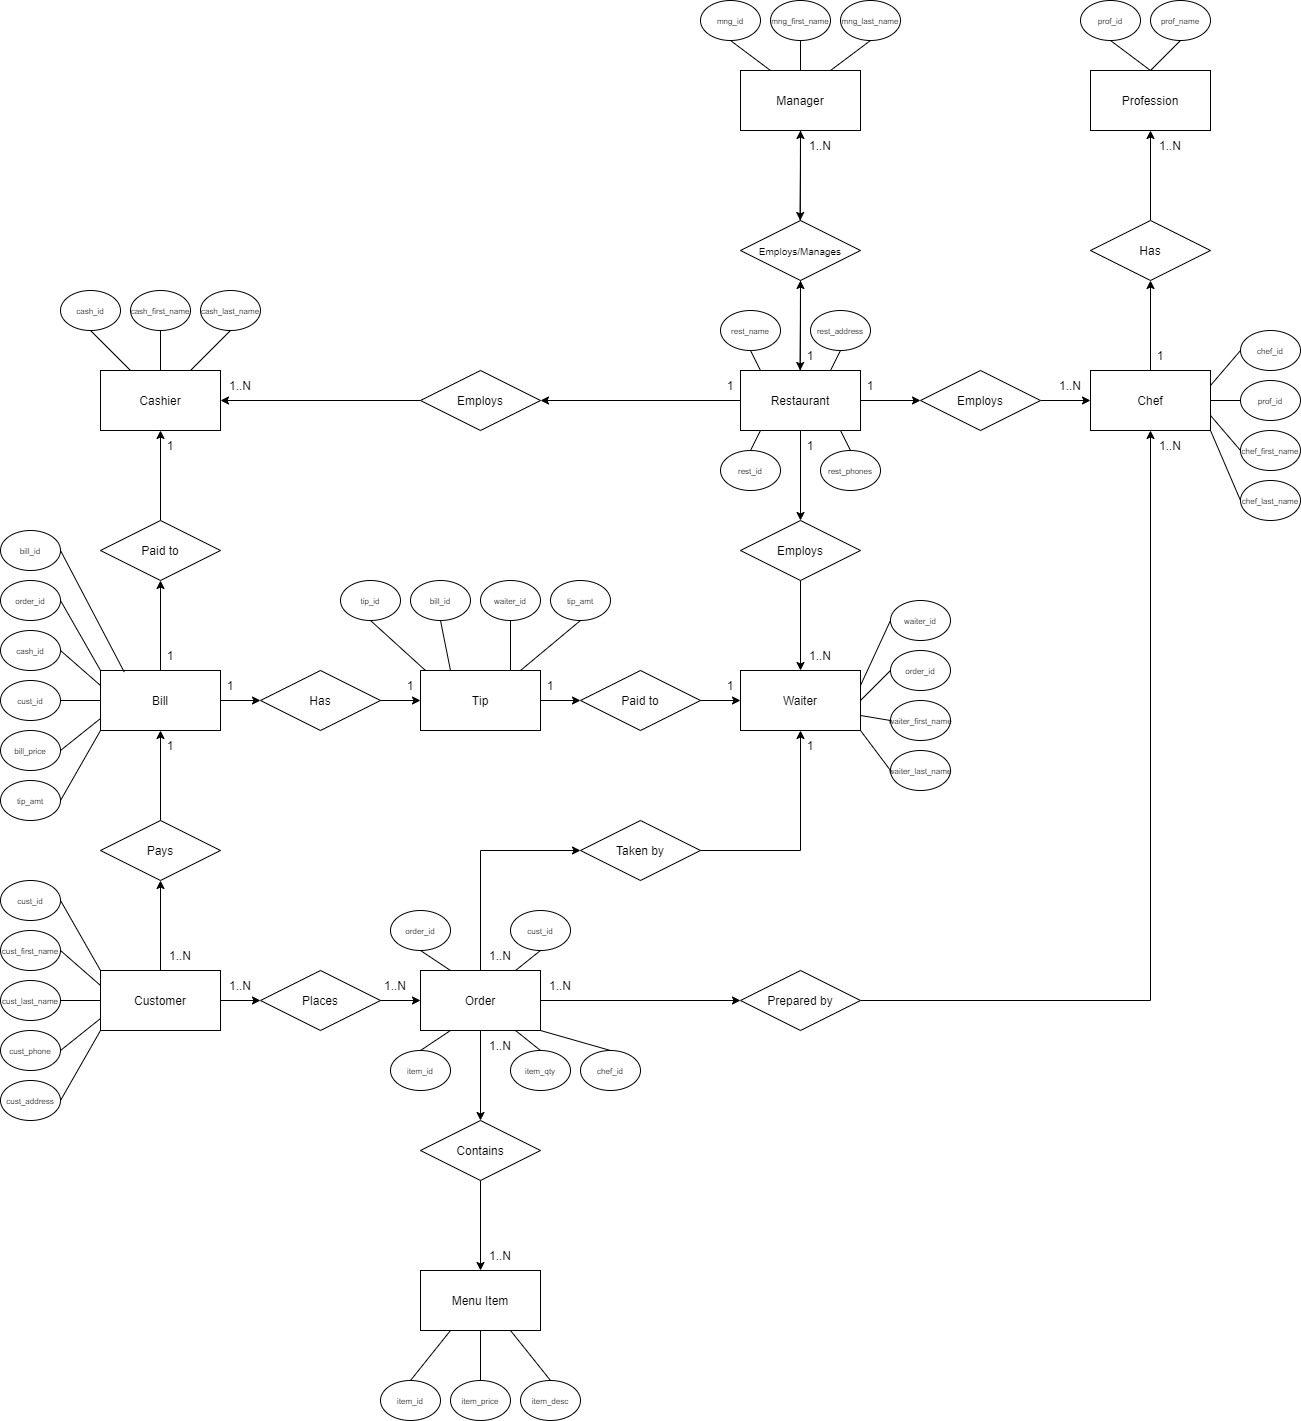 mng_id
mng_first_name
mng_last_name
prof_id
prof_name
Manager
Profession
1..N
1..N
Employs/Manages
Has
cash_id
cash_first_name
cash_last_name
rest_name
rest_address
1
1
chef_id
Cashier
1..N
Employs
1
Restaurant
1
Employs
1..N
Chef
prof_id
1
1
1..N
chef_first_name
rest_id
rest_phones
chef_last_name
bill_id
Paid to
Employs
order_id
tip_id
bill_id
waiter_id
tip_amt
waiter_id
cash_id
1
1..N
order_id
cust_id
Bill
1
Has
1
Tip
1
Paid to
1
Waiter
waiter_first_name
bill_price
1
1
waiter_last_name
tip_amt
Pays
Taken by
cust_id
order_id
cust_id
cust_first_name
1..N
1..N
cust_last_name
Customer
1..N
Places
1..N
Order
1..N
Prepared by
cust_phone
1..N
item_id
item_qty
chef_id
cust_address
Contains
1..N
Menu Item
item_id
item_price
item_desc